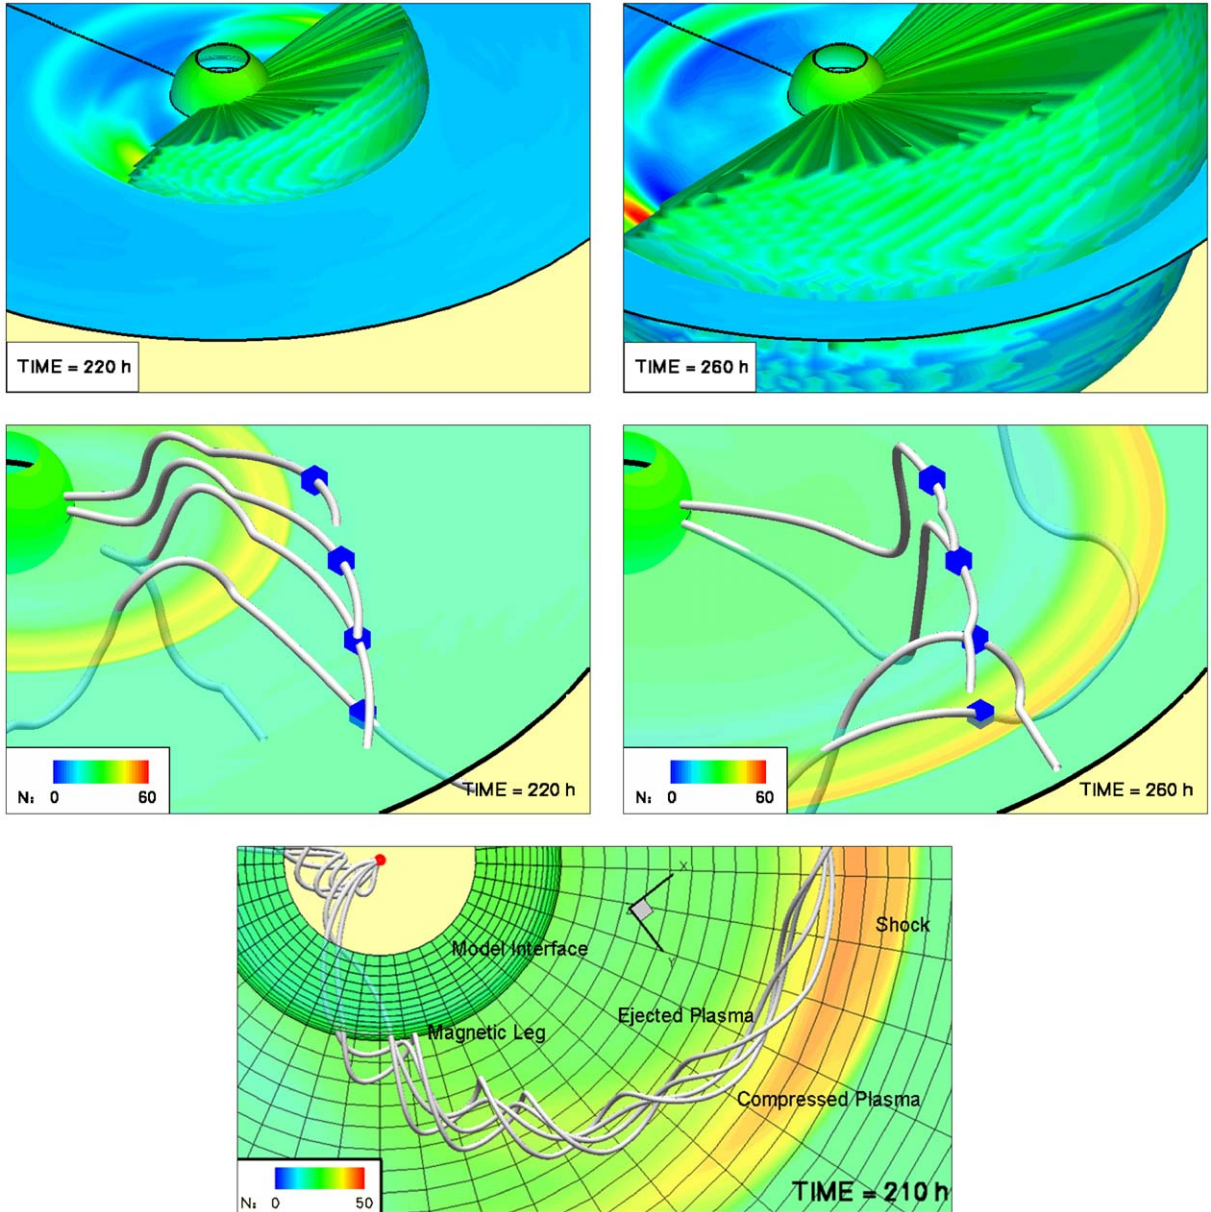 TIME = 220 h
TIME = 260 h
N: 0 60
TIME = 220 h
N: 0 60
TIME = 260 h
X
Shock
Model Interface
Y
Ejected Plasma
Magnetic Leg
Compressed Plasma
TIME = 210 h
N: 0 50